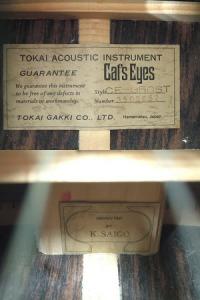 TOKAI ACOUSTIC INSTRUMENT
GUARANTEE Cat's Eyes
We guarantee this instrument
to be free of any defects in
materials or workmanship.
Style CE-
Number
TOKAI GAKKI CO., LTD. Hamamatsu, Japan
K. SAIGO